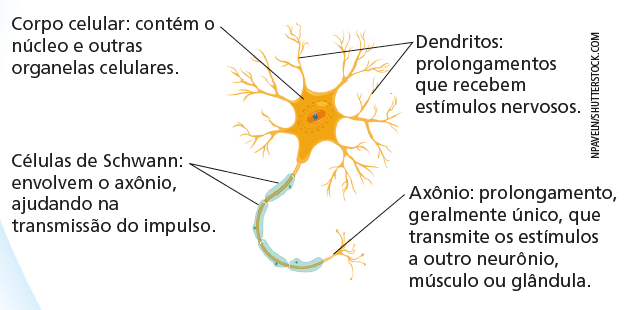 Corpo celular: contém o
núcleo e outras
organelas celulares.
Dendritos:
prolongamentos
que recebem
estímulos nervosos.
NPAVELN/SHUTTERSTOCK.COM
Células de Schwann:
envolvem o axônio,
ajudando na
transmissão do impulso.
Axônio: prolongamento,
geralmente único, que
transmite os estímulos
a outro neurônio,
músculo ou glândula.